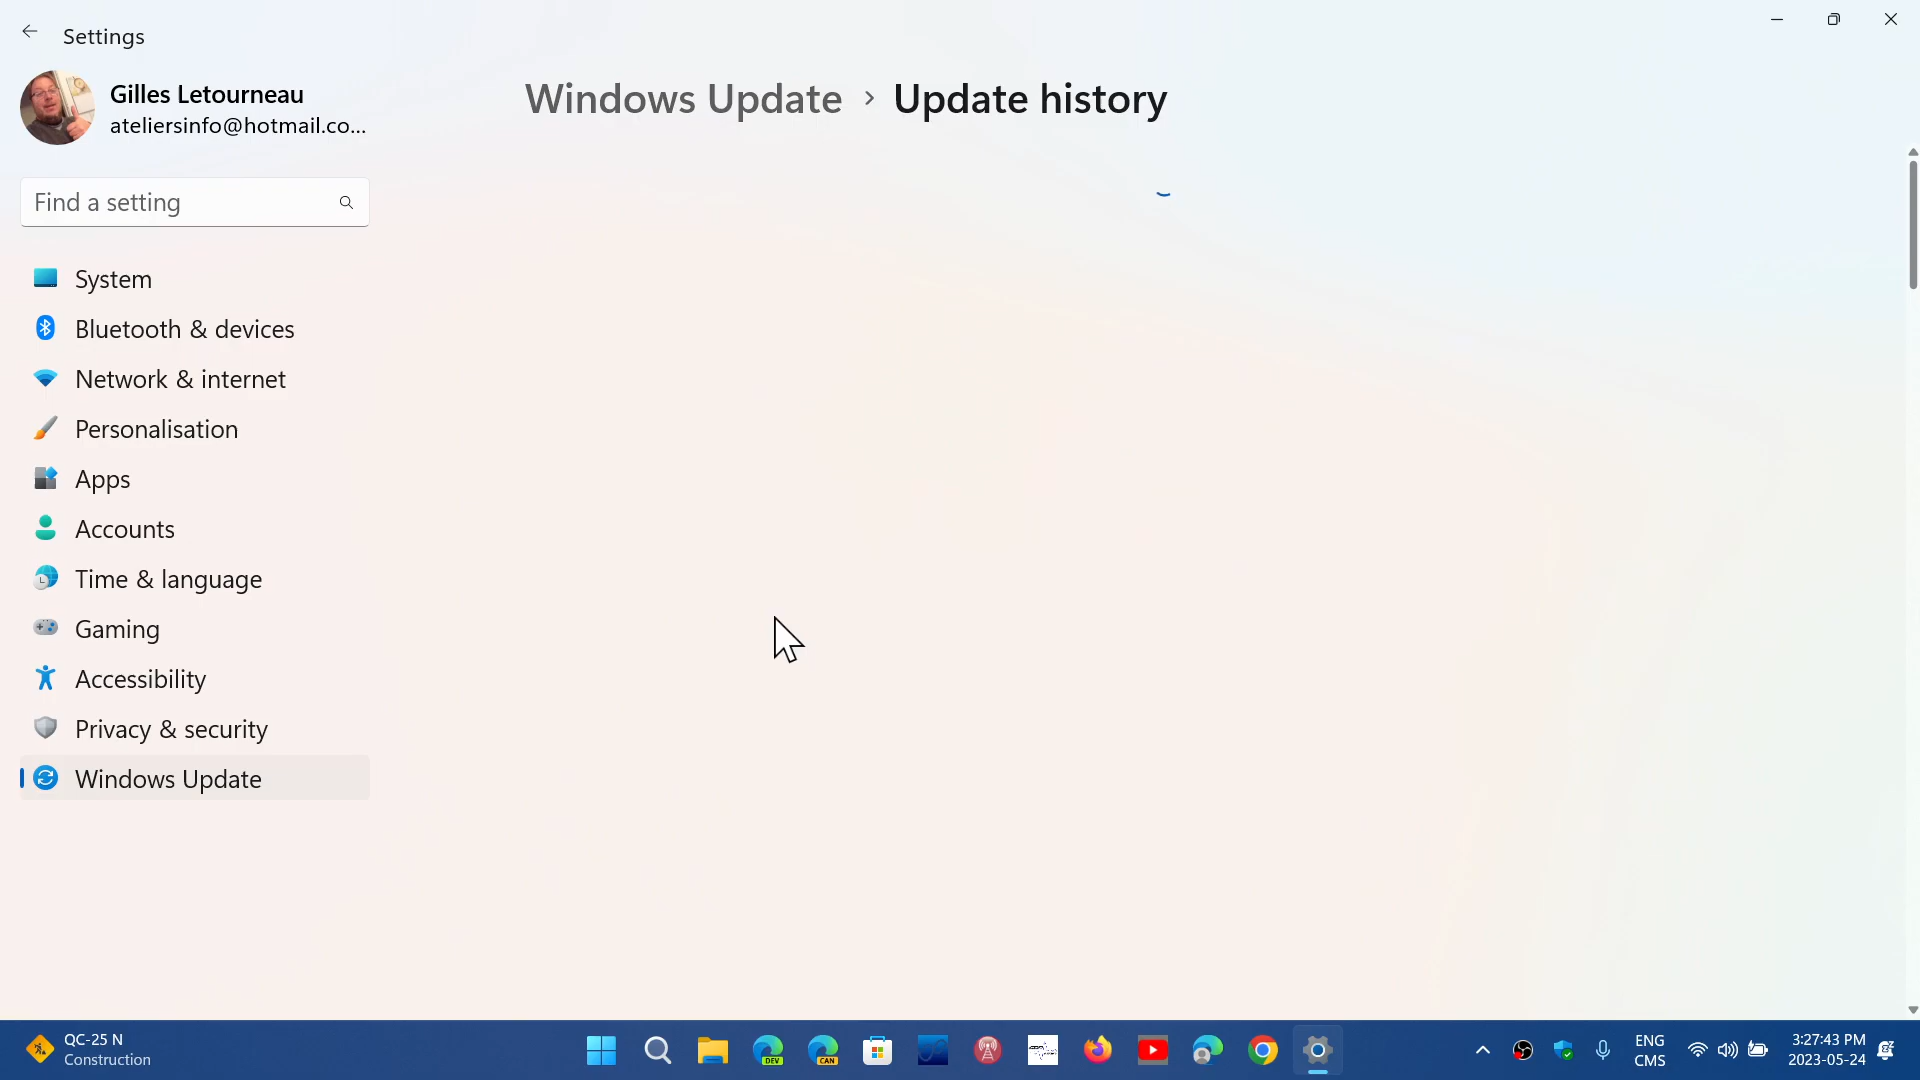 Settings
Gilles Letourneau
ateliersinfo@hotmail.co...
Windows Update > Update history
Find a setting
System
Bluetooth & devices
Network & internet
Personalisation
Apps
Accounts
Time & language
Gaming
Accessibility
Privacy & security
Windows Update
QC-25 N
Construction
DEV
CAN
ENG
CMS
3:27:43 PM
2023-05-24